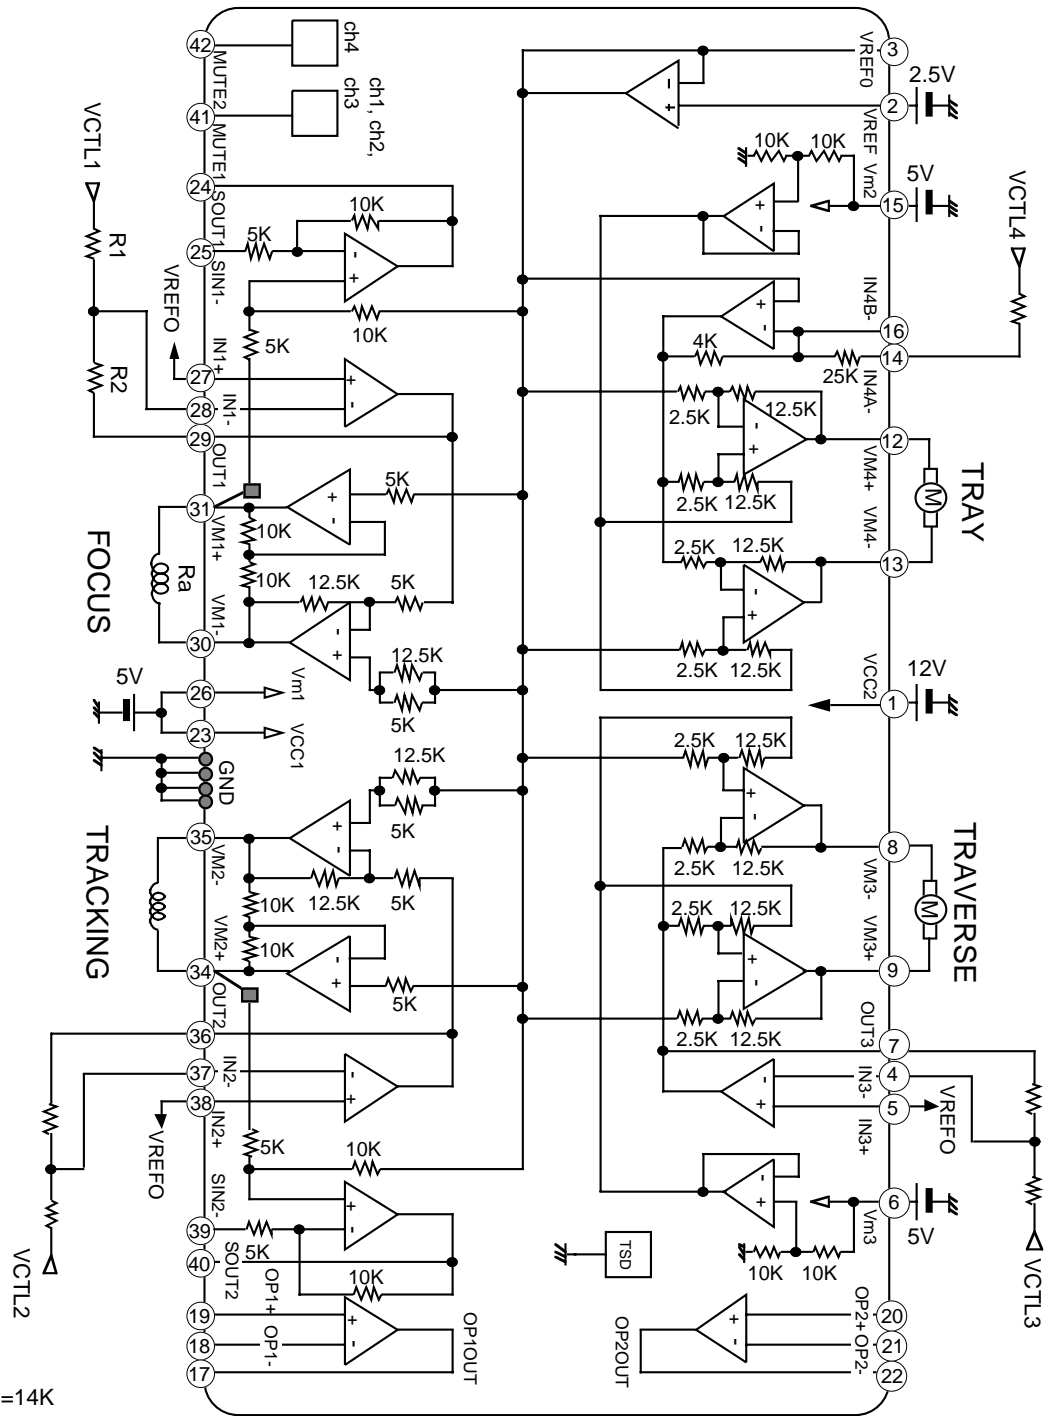 42
MUTE2
ch4
41
MUTE1
ch1, ch2,
ch3
VCTL1
24
SOUT1
25
SIN1-
5K
10K
R1
VREFO
10K
5K
27
IN1+
28
IN1-
R2
29
OUT1
5K
31
VM1+
10K
FOCUS
Ra
10K
12.5K
5K
VM1-
30
12.5K
5K
5V
26
Vm1
23
VCC1
GND
12.5K
5K
35
VM2-
12.5K
5K
TRACKING
10K
VM2+
10K
34
5K
OUT2
36
37
IN2-
38
IN2+
VREFO
5K
10K
SIN2-
39
5K
40
SOUT2
10K
VCTL2
OP1+
19
18
OP1-
17
OP1OUT
=14K
3
VREF0
2.5V
2
VREF
10K
10K
Vm2
5V
15
VCTL4
IN4B-
16
4K
14
25K
IN4A-
2.5K
12.5K
12
VM4+
2.5K
12.5K
M
TRAY
VM4-
2.5K
12.5K
13
2.5K
12.5K
VCC2
12V
1
2.5K
12.5K
8
2.5K
12.5K
VM3-
TRAVERSE
M
2.5K
12.5K
VM3+
9
2.5K
12.5K
OUT3
7
4
IN3-
5
VREFO
IN3+
6
Vm3
5V
10K
10K
TSD
VCTL3
OP2+
20
21
OP2-
22
OP2OUT